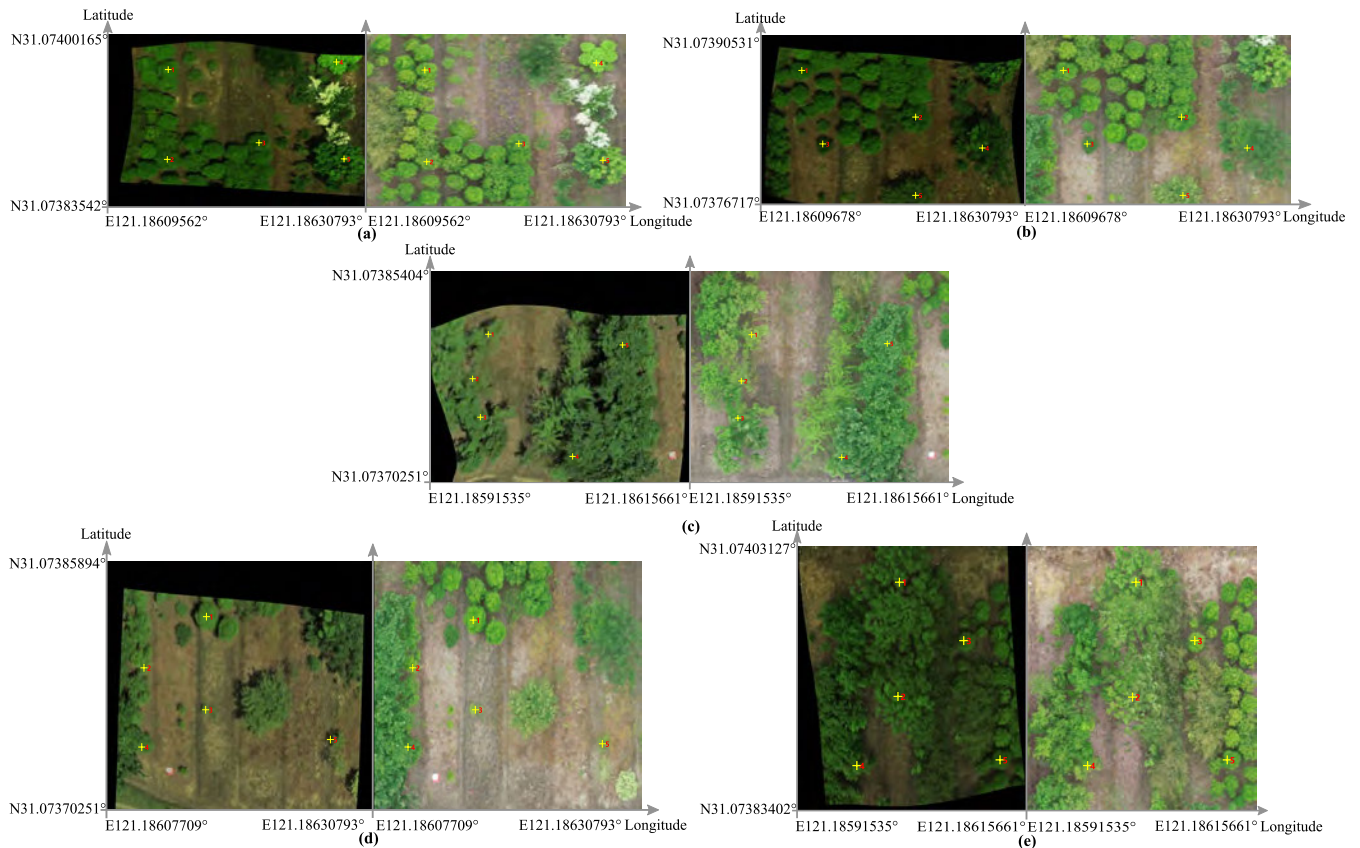 Latitude
N31.07400165°
N31.07383542°
E121.18609562°
E121.18630793°
E121.18609562°
E121.18630793°
Longitude
(a)
Latitude
N31.07390531°
N31.07376717°
E121.18609678°
E121.18630793°
E121.18609678°
E121.18630793°
Longitude
(b)
Latitude
N31.07385404°
N31.07370251°
E121.18591535°
E121.18615661°
E121.18591535°
E121.18615661°
Longitude
(c)
Latitude
N31.07385894°
N31.07370251°
E121.18607709°
E121.18630793°
E121.18607709°
E121.18630793°
Longitude
(d)
Latitude
N31.07403127°
N31.07383402°
E121.18591535°
E121.18615661°
E121.18591535°
E121.18615661°
Longitude
(e)